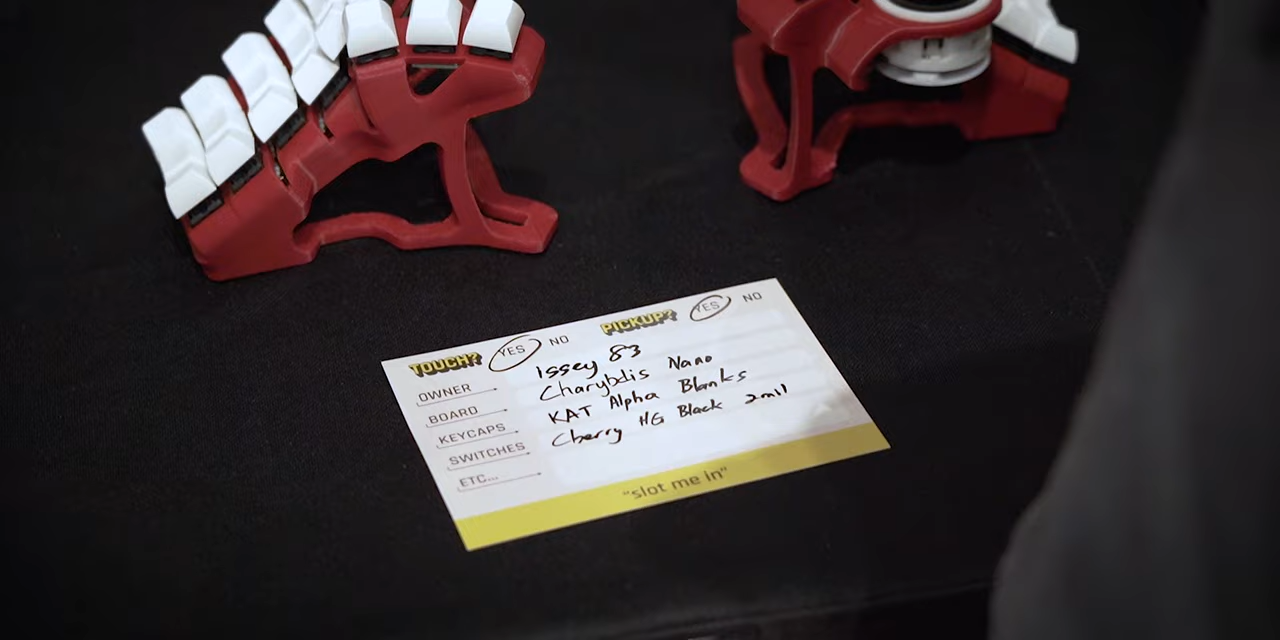 TOUCH? YES NO PICKUP? YES NO
OWNER Issey 83
BOARD Charybdis Nano
KEYCAPS KAT Alpha Blanks
SWITCHES Cherry HG Black 2mil
ETC...
"slot me in"